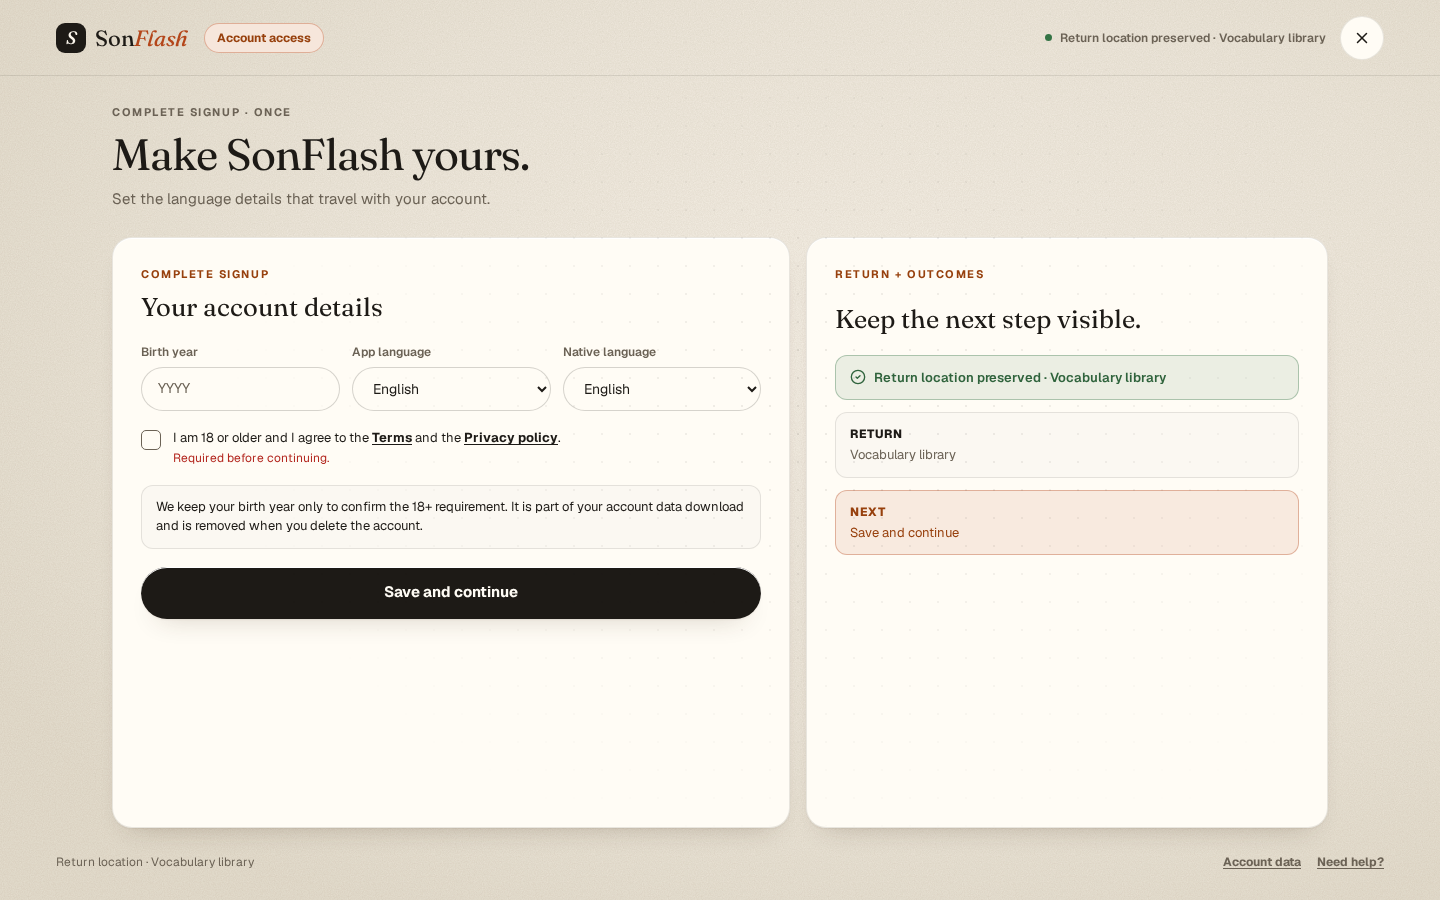 S SonFlash Account access
Return location preserved · Vocabulary library
COMPLETE SIGNUP · ONCE
Make SonFlash yours.
Set the language details that travel with your account.
COMPLETE SIGNUP
Your account details
Birth year App language Native language
YYYY English English
I am 18 or older and I agree to the Terms and the Privacy policy.
Required before continuing.
We keep your birth year only to confirm the 18+ requirement. It is part of your account data download
and is removed when you delete the account.
Save and continue
RETURN + OUTCOMES
Keep the next step visible.
Return location preserved · Vocabulary library
RETURN
Vocabulary library
NEXT
Save and continue
Return location · Vocabulary library
Account data Need help?